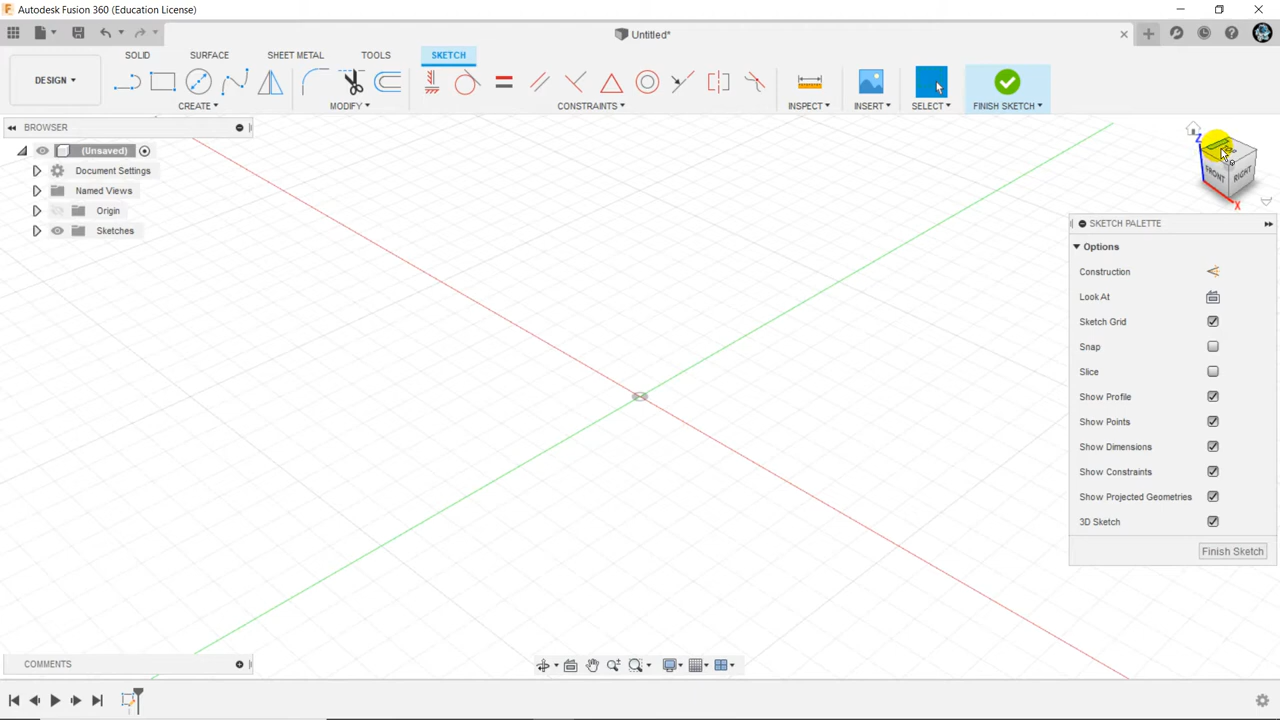 Autodesk Fusion 360 (Education License)
Untitled*
DESIGN
SOLID
SURFACE
SHEET METAL
TOOLS
SKETCH
CREATE
MODIFY
CONSTRAINTS
INSPECT
INSERT
SELECT
FINISH SKETCH
BROWSER
(Unsaved)
Document Settings
Named Views
Origin
Sketches
Z
FRONT
RIGHT
X
SKETCH PALETTE
Options
Construction
Look At
Sketch Grid
Snap
Slice
Show Profile
Show Points
Show Dimensions
Show Constraints
Show Projected Geometries
3D Sketch
Finish Sketch
COMMENTS